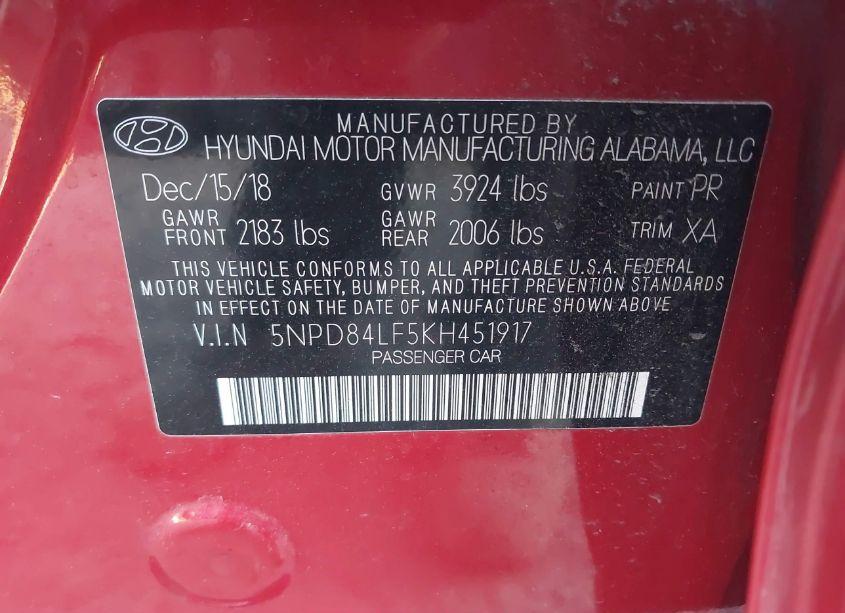 MANUFACTURED BY
HYUNDAI MOTOR MANUFACTURING ALABAMA, LLC
Dec/15/18 GVWR 3924 lbs PAINT PR
GAWR FRONT 2183 lbs GAWR REAR 2006 lbs TRIM XA
THIS VEHICLE CONFORMS TO ALL APPLICABLE U.S.A. FEDERAL
MOTOR VEHICLE SAFETY, BUMPER, AND THEFT PREVENTION STANDARDS
IN EFFECT ON THE DATE OF MANUFACTURE SHOWN ABOVE
V.I.N 5NPD84LF5KH451917
PASSENGER CAR